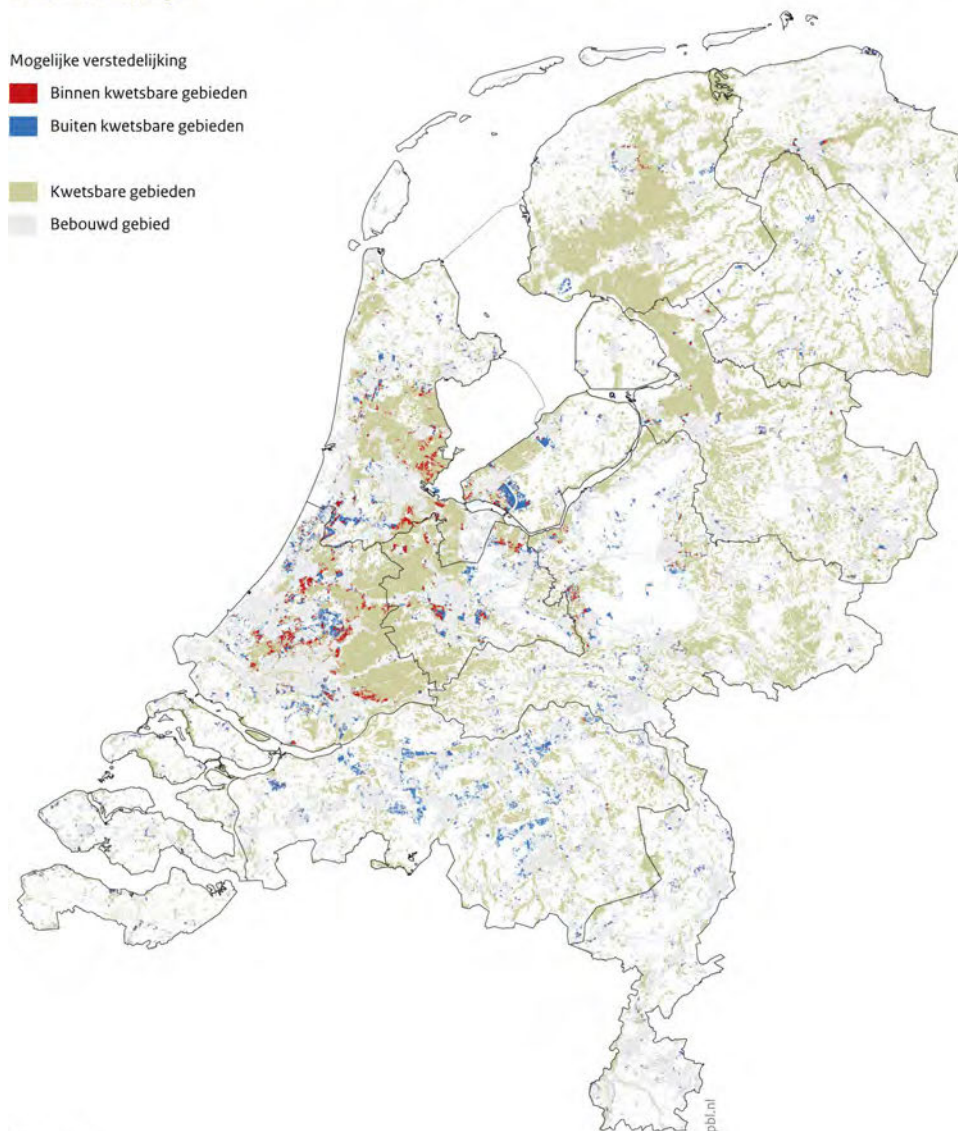 Mogelijke verstedelijking
Binnen kwetsbare gebieden
Buiten kwetsbare gebieden
Kwetsbare gebieden
Bebouwd gebied
pbl.nl